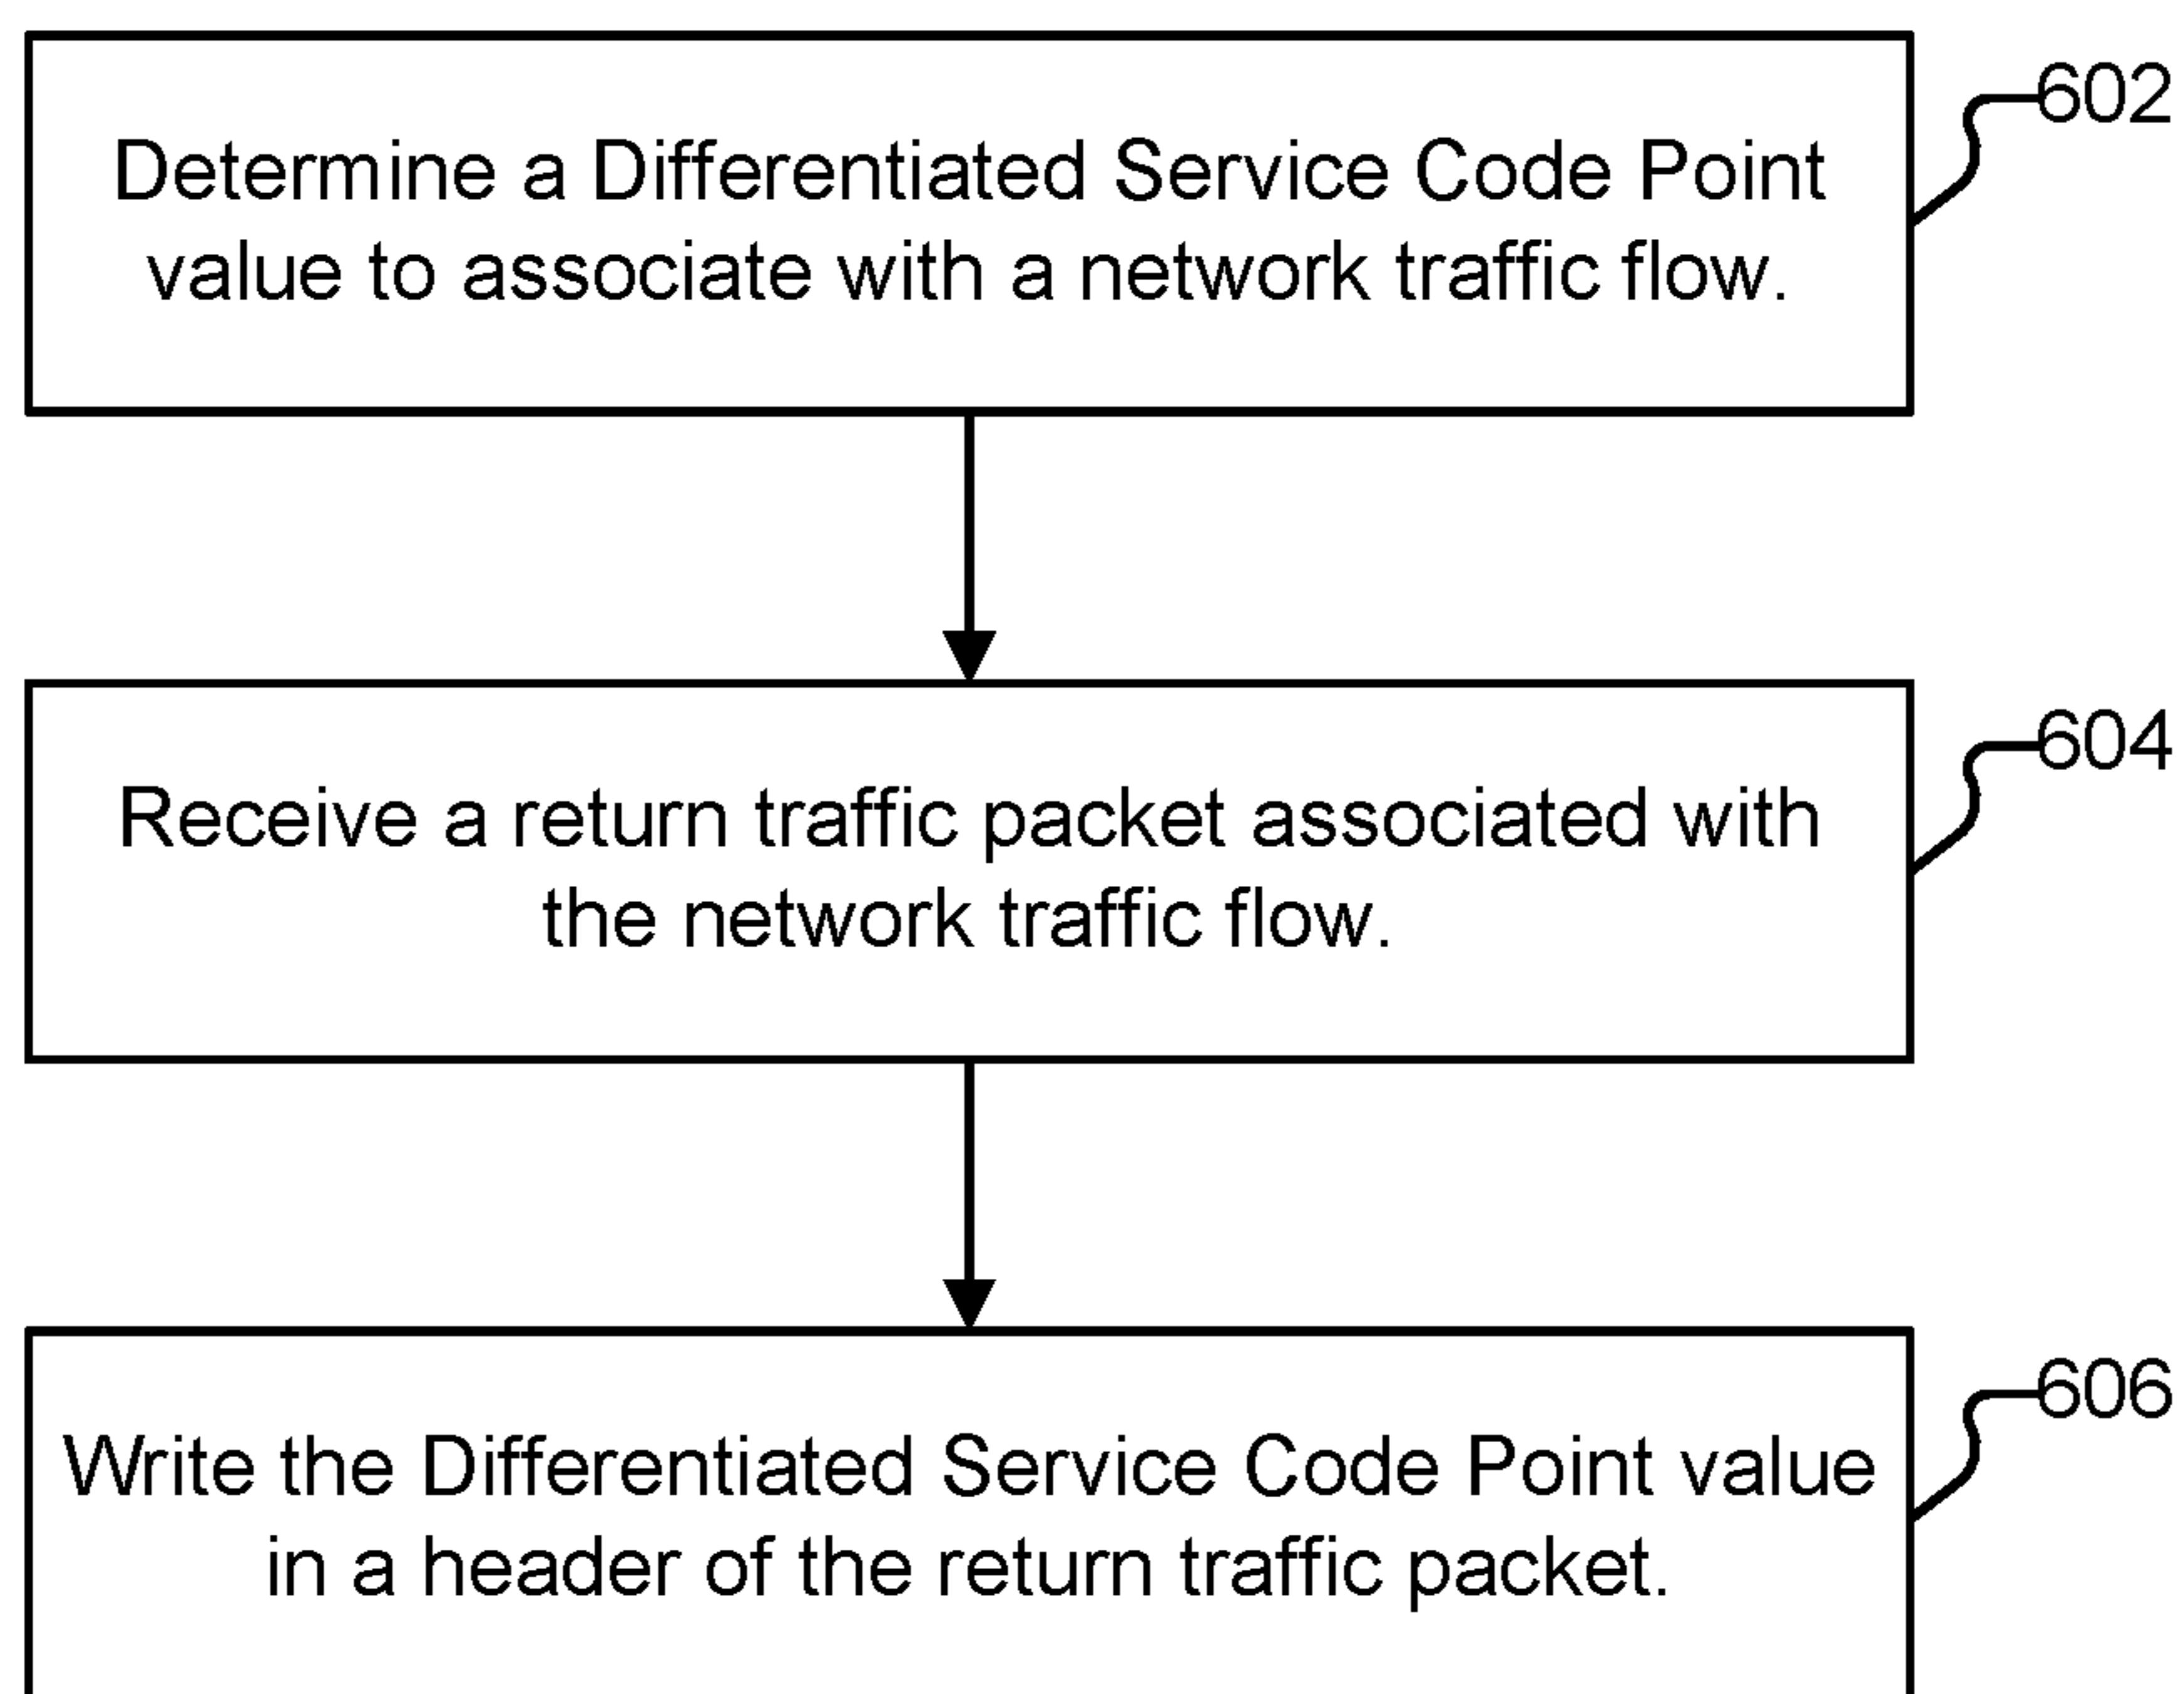 602
Determine a Differentiated Service Code Point
value to associate with a network traffic flow.
604
Receive a return traffic packet associated with
the network traffic flow.
606
Write the Differentiated Service Code Point value
in a header of the return traffic packet.